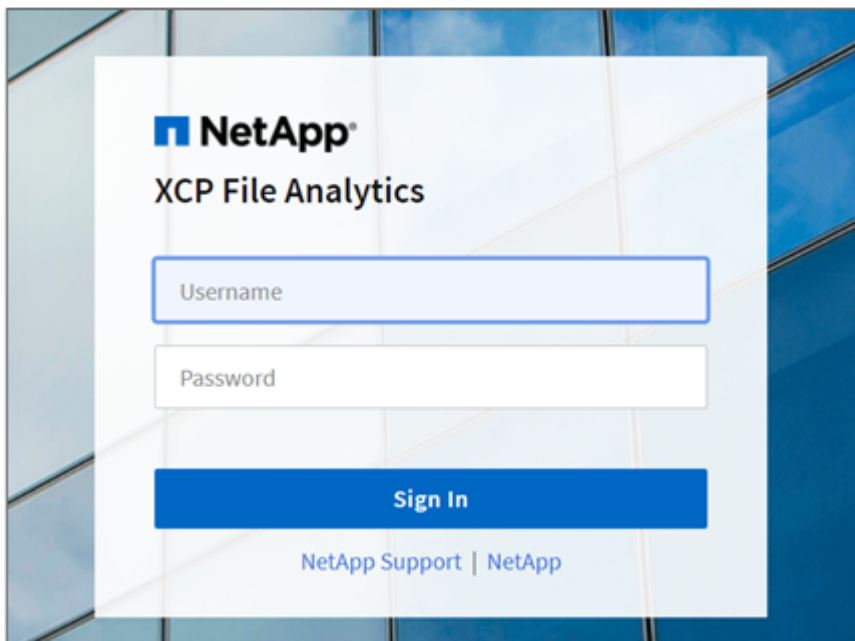 NetApp®
XCP File Analytics
Username
Password
Sign In
NetApp Support | NetApp